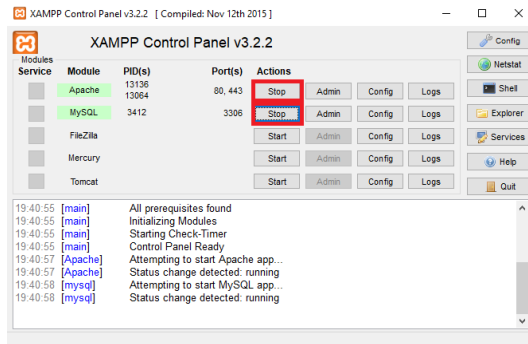 XAMPP Control Panel v3.2.2 [ Compiled: Nov 12th 2015 ]
XAMPP Control Panel v3.2.2
Config
Modules
Service Module PID(s) Port(s) Actions
Netstat
Apache 13136 13064 80, 443 Stop Admin Config Logs
Shell
MySQL 3412 3306 Stop Admin Config Logs
Explorer
FileZilla Start Admin Config Logs
Services
Mercury Start Admin Config Logs
Help
Tomcat Start Admin Config Logs
Quit
19:40:55 [main] All prerequisites found
19:40:55 [main] Initializing Modules
19:40:55 [main] Starting Check-Timer
19:40:55 [main] Control Panel Ready
19:40:57 [Apache] Attempting to start Apache app...
19:40:57 [Apache] Status change detected: running
19:40:58 [mysql] Attempting to start MySQL app...
19:40:58 [mysql] Status change detected: running